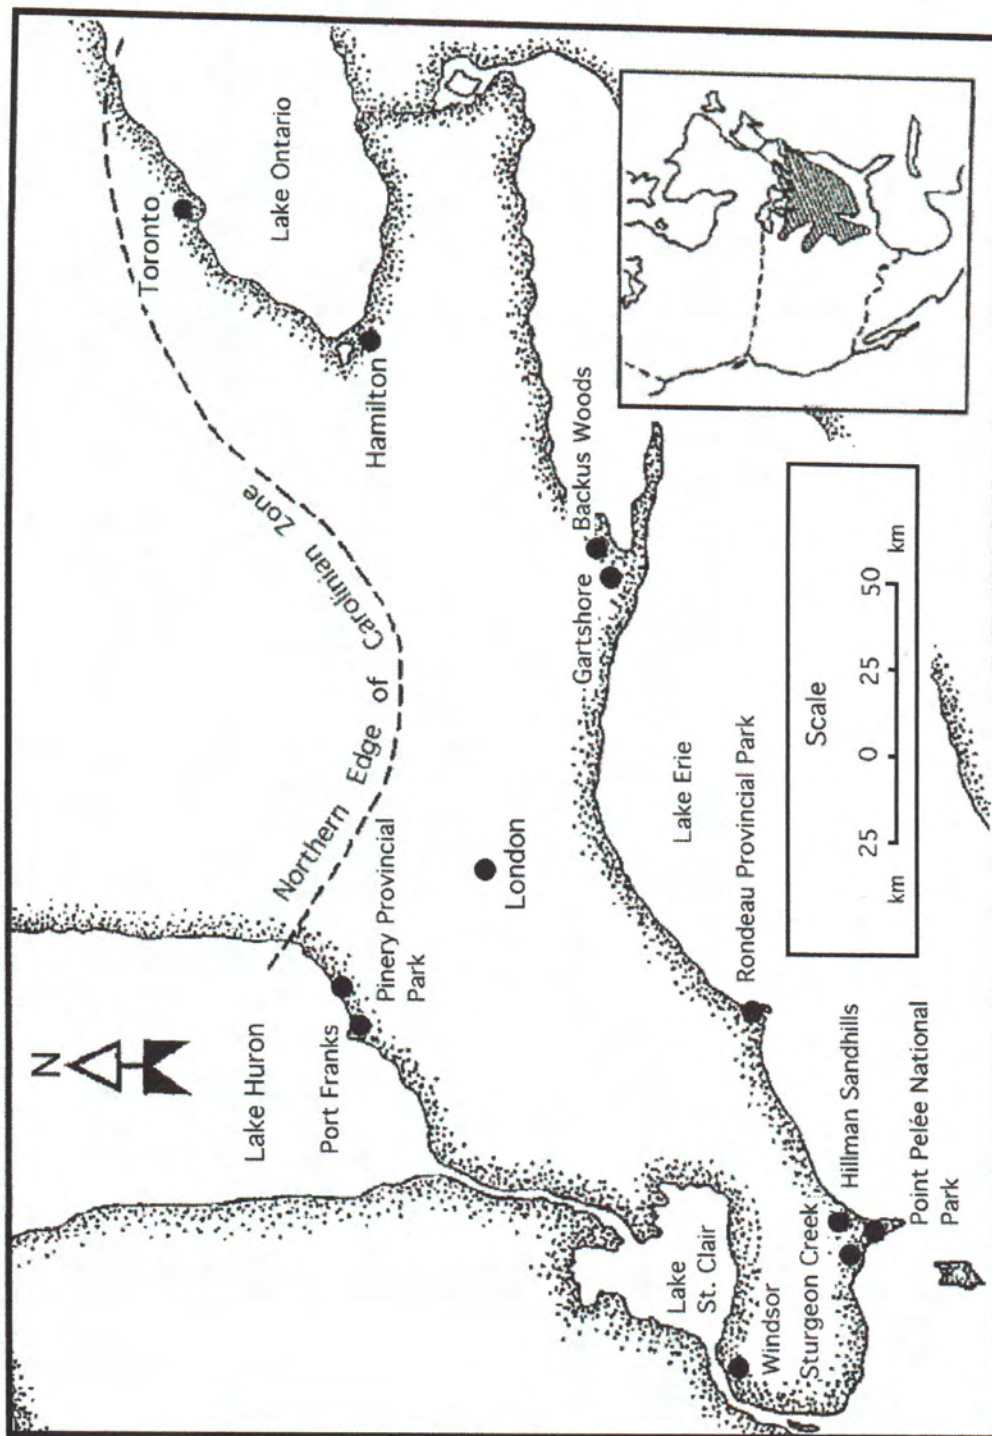 N
Lake Huron
Port Franks
Pinery Provincial
Park
Northern Edge of Carolinian Zone
Toronto
Lake Ontario
Hamilton
London
Gartshore
Backus Woods
Lake Erie
Rondeau Provincial Park
Lake
St. Clair
Windsor
Sturgeon Creek
Hillman Sandhills
Point Pelée National
Park
Scale
25 0 25 50
km km